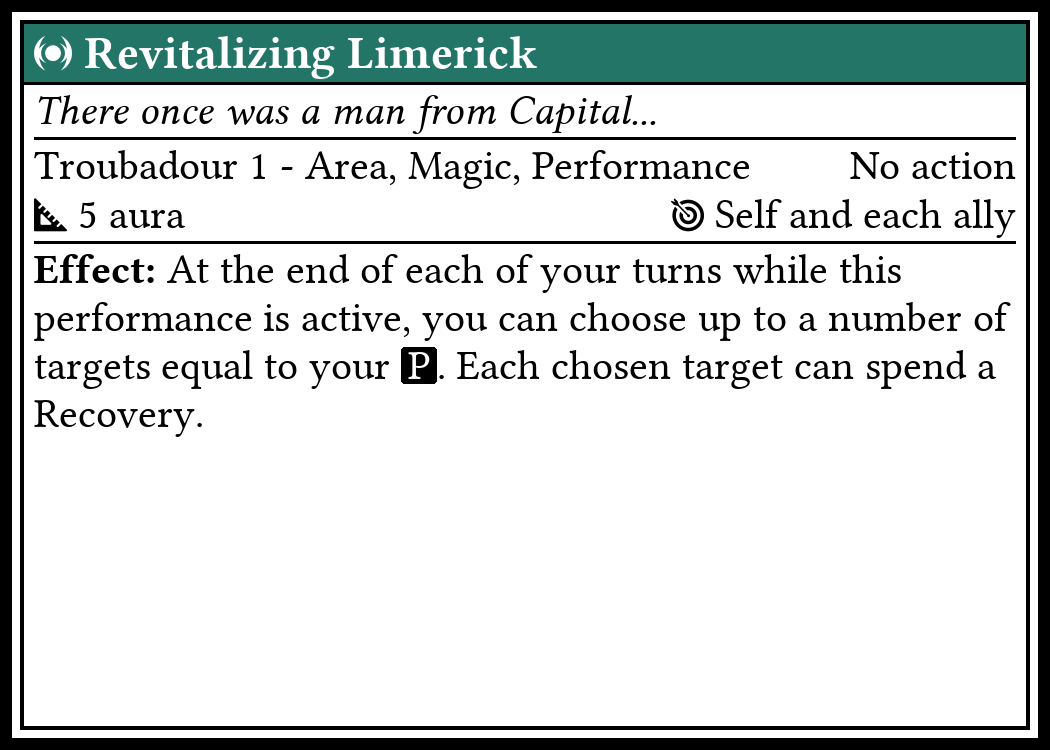 Revitalizing Limerick
There once was a man from Capital...
Troubadour 1 - Area, Magic, Performance No action
5 aura Self and each ally
Effect: At the end of each of your turns while this
performance is active, you can choose up to a number of
targets equal to your P. Each chosen target can spend a
Recovery.